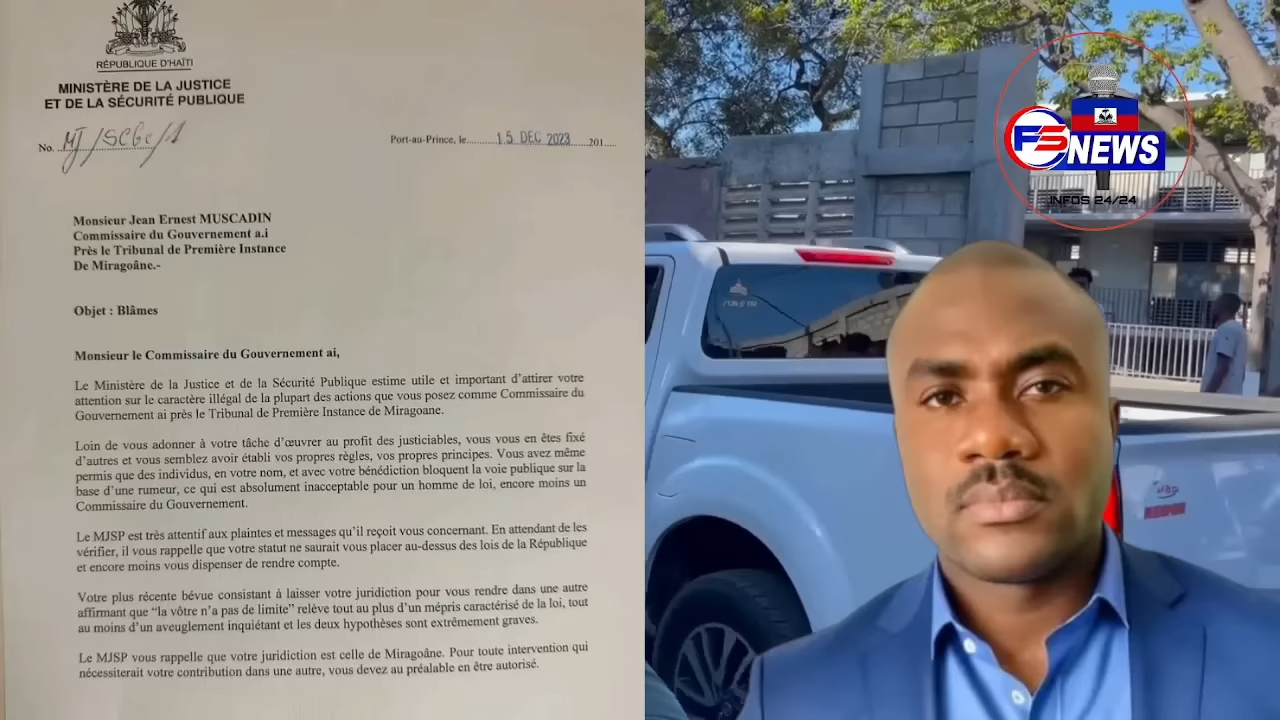 RÉPUBLIQUE D'HAÏTI
MINISTÈRE DE LA JUSTICE
ET DE LA SÉCURITÉ PUBLIQUE
No. MJ/SCGC/1
Port-au-Prince, le 15 DEC 2023 201....
Monsieur Jean Ernest MUSCADIN
Commissaire du Gouvernement a.i
Près le Tribunal de Première Instance
De Miragoâne.-
Objet : Blâmes
Monsieur le Commissaire du Gouvernement ai,
Le Ministère de la Justice et de la Sécurité Publique estime utile et important d'attirer votre
attention sur le caractère illégal de la plupart des actions que vous posez comme Commissaire du
Gouvernement ai près le Tribunal de Première Instance de Miragoane.
Loin de vous adonner à votre tâche d'œuvrer au profit des justiciables, vous vous en êtes fixé
d'autres et vous semblez avoir établi vos propres règles, vos propres principes. Vous avez même
permis que des individus, en votre nom, et avec votre bénédiction bloquent la voie publique sur la
base d'une rumeur, ce qui est absolument inacceptable pour un homme de loi, encore moins un
Commissaire du Gouvernement.
Le MJSP est très attentif aux plaintes et messages qu'il reçoit vous concernant. En attendant de les
vérifier, il vous rappelle que votre statut ne saurait vous placer au-dessus des lois de la République
et encore moins vous dispenser de rendre compte.
Votre plus récente bévue consistant à laisser votre juridiction pour vous rendre dans une autre
affirmant que "la vôtre n'a pas de limite" relève tout au plus d'un mépris caractérisé de la loi, tout
au moins d'un aveuglement inquiétant et les deux hypothèses sont extrêmement graves.
Le MJSP vous rappelle que votre juridiction est celle de Miragoâne. Pour toute intervention qui
nécessiterait votre contribution dans une autre, vous devez au préalable en être autorisé.
FS NEWS
INFOS 24/24